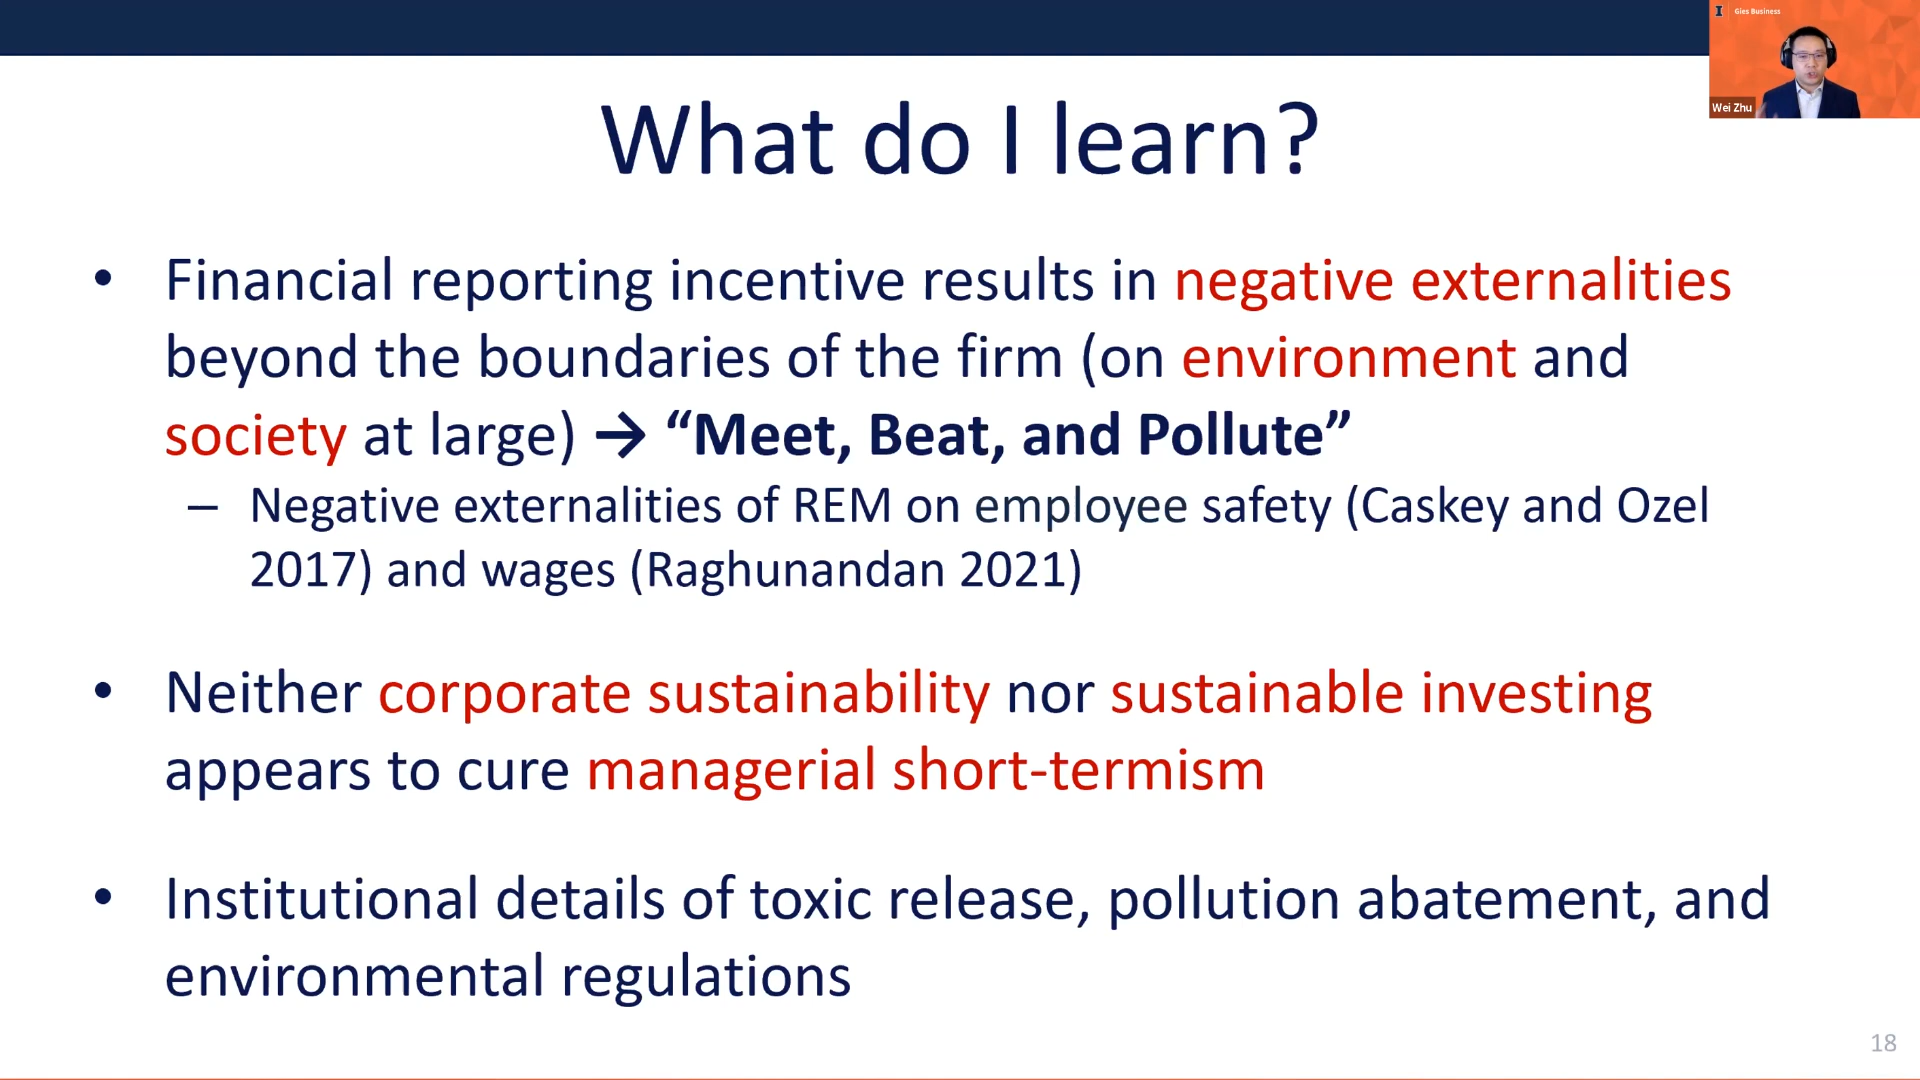 Gies Business
Wei Zhu
What do I learn?
• Financial reporting incentive results in negative externalities
beyond the boundaries of the firm (on environment and
society at large) → “Meet, Beat, and Pollute”
– Negative externalities of REM on employee safety (Caskey and Ozel
2017) and wages (Raghunandan 2021)
• Neither corporate sustainability nor sustainable investing
appears to cure managerial short-termism
• Institutional details of toxic release, pollution abatement, and
environmental regulations
18